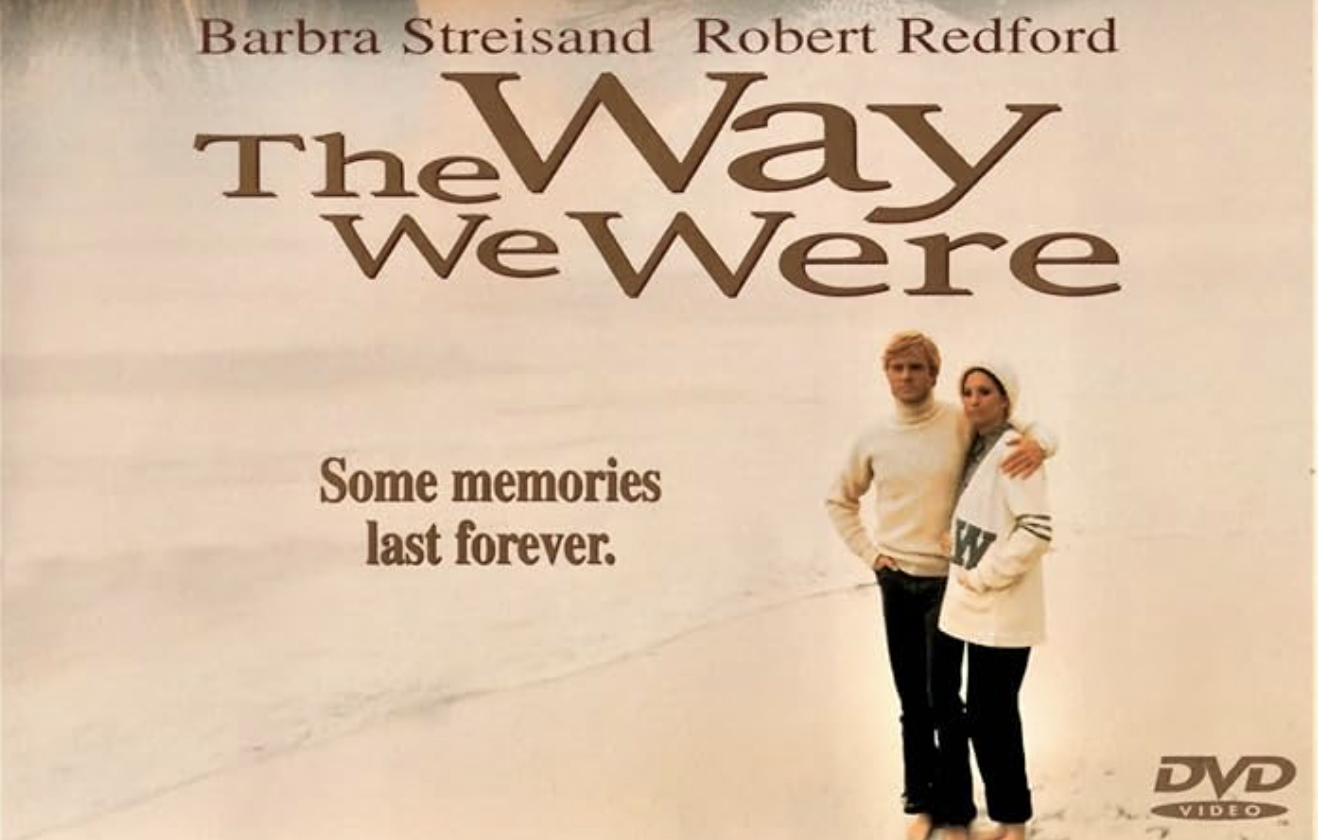 Barbra Streisand Robert Redford
The Way
We Were
Some memories
last forever.
W
DVD
VIDEO